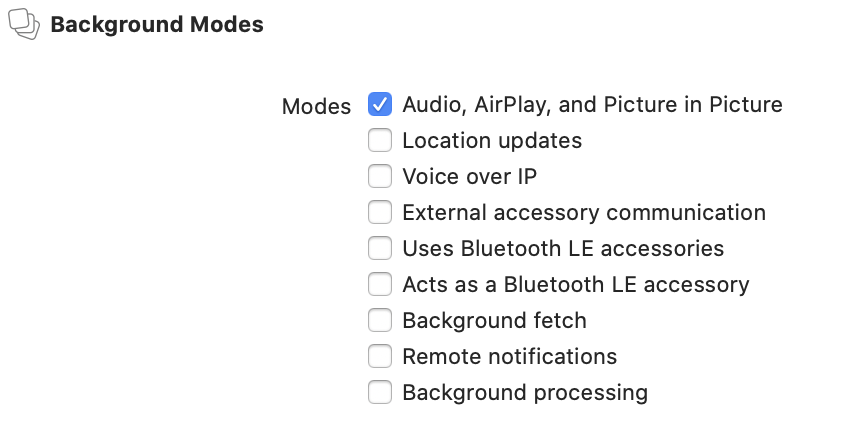 Background Modes
Modes Audio, AirPlay, and Picture in Picture
Location updates
Voice over IP
External accessory communication
Uses Bluetooth LE accessories
Acts as a Bluetooth LE accessory
Background fetch
Remote notifications
Background processing